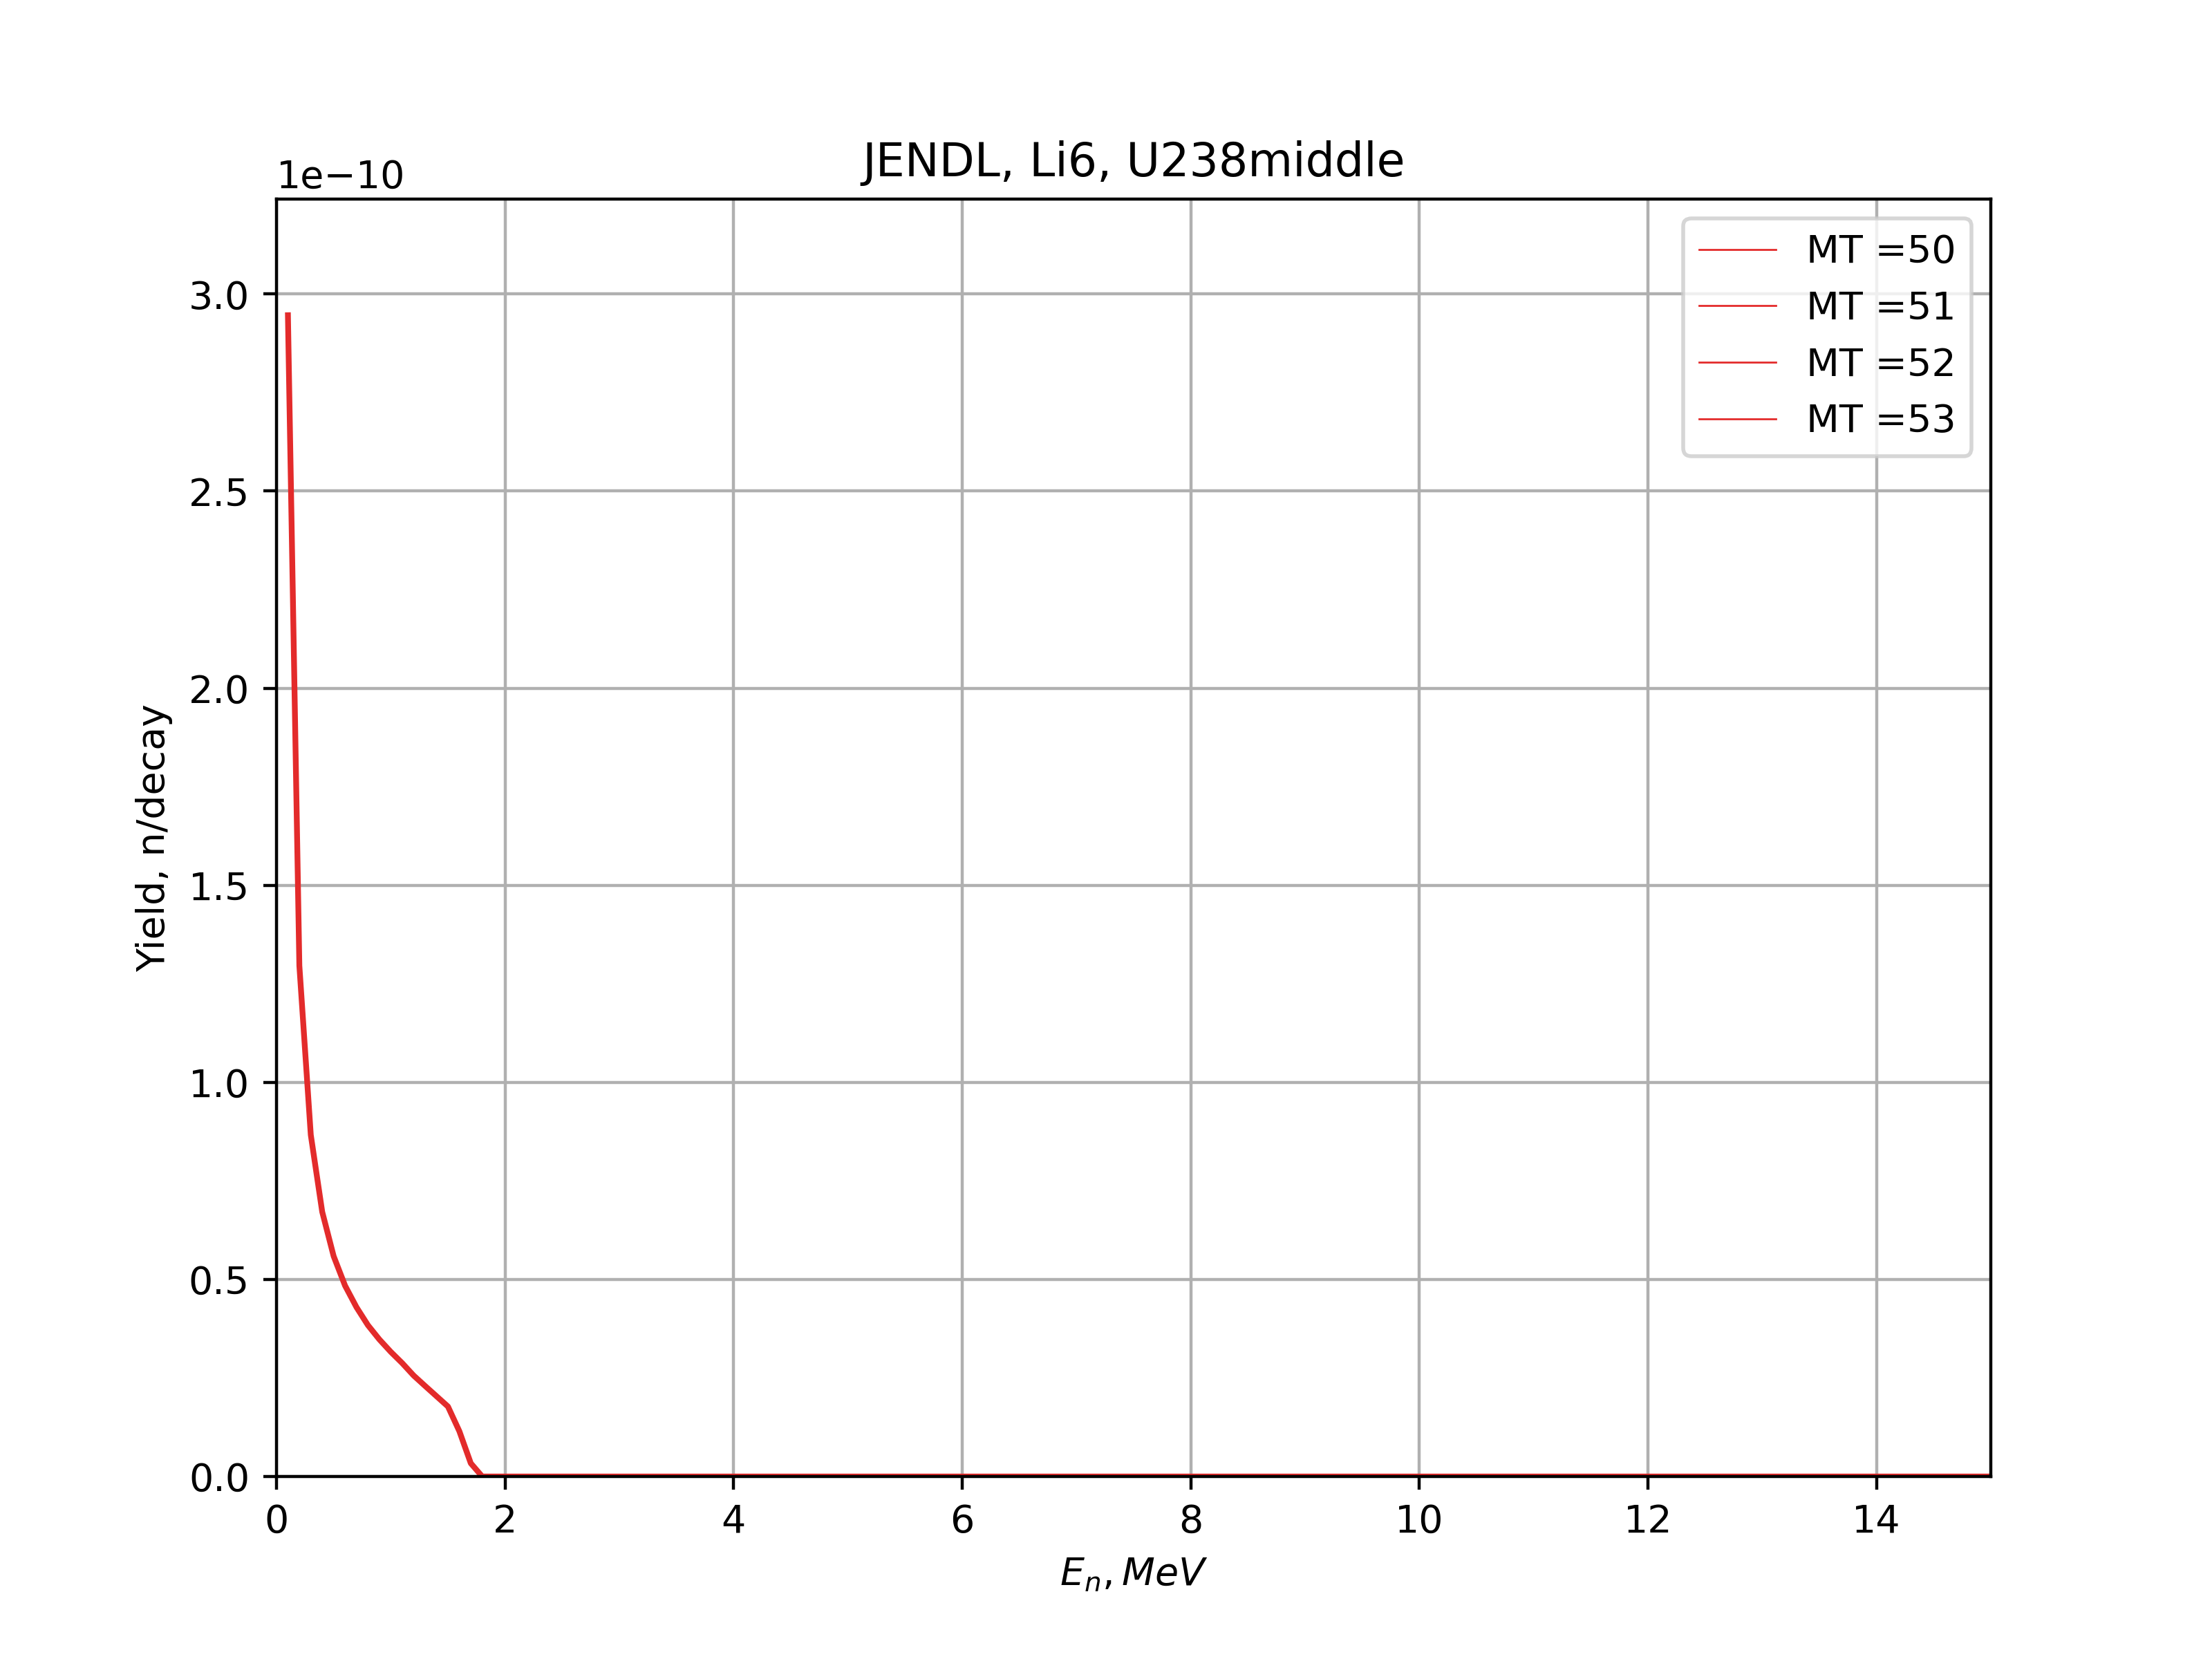 JENDL, Li6, U238middle
1e−10
MT =50
MT =51
MT =52
MT =53
3.0
2.5
2.0
1.5
1.0
0.5
0.0
Yield, n/decay
0 2 4 6 8 10 12 14
En, MeV